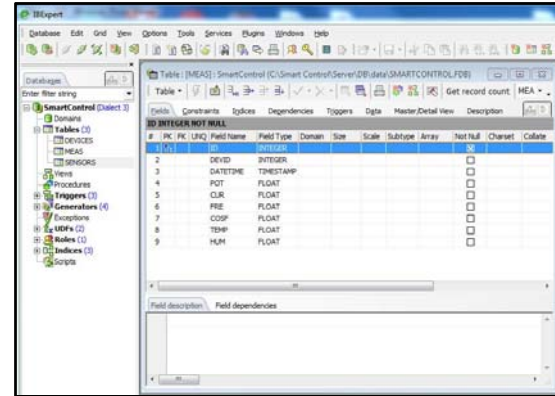 IBExpert
Database Edit Grid View Options Tools Services Plugins Windows Help
Databases
Enter filter string
SmartControl (Dialect 3)
Domains
Tables (3)
DEVICES
MEAS
SENSORS
Views
Procedures
Triggers (3)
Generators (4)
Exceptions
UDFs (2)
Roles (1)
Indices (3)
Scripts
Table : [MEAS] : SmartControl (C:\Smart Control\Server\DB\data\SMARTCONTROL.FDB)
Table Get record count MEA
Fields Constraints Indices Dependencies Triggers Data Master/Detail View Description
ID INTEGER NOT NULL
# PK FK UNQ Field Name Field Type Domain Size Scale Subtype Array Not Null Charset Collate
1 ID INTEGER
2 DEVID INTEGER
3 DATETIME TIMESTAMP
4 POT FLOAT
5 CUR FLOAT
6 FRE FLOAT
7 COSF FLOAT
8 TEMP FLOAT
9 HUM FLOAT
Field description Field dependencies